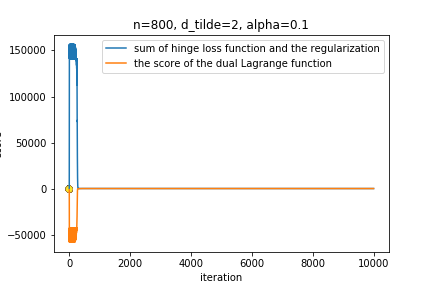 n=800, d_tilde=2, alpha=0.1
sum of hinge loss function and the regularization
the score of the dual Lagrange function
150000
100000
50000
0
−50000
0
2000
4000
6000
8000
10000
iteration